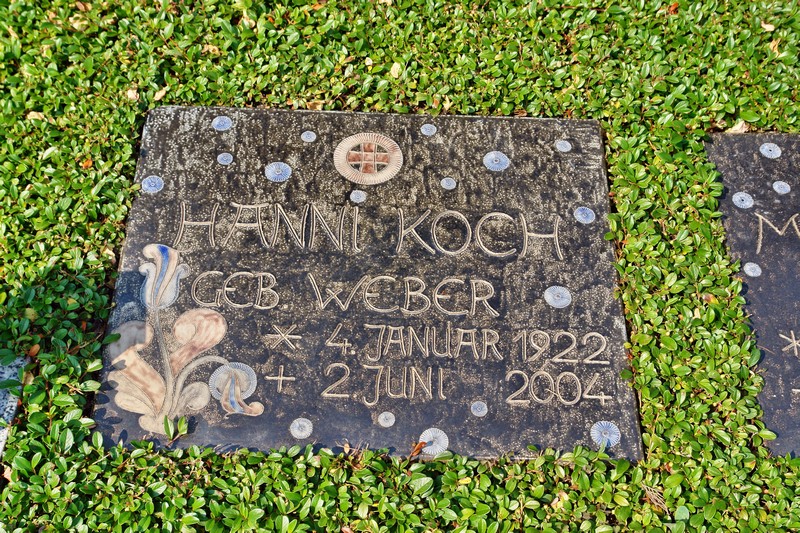 HANNI KOCH
GEB WEBER
* 4. JANUAR 1922
+ 2 JUNI 2004
M
*